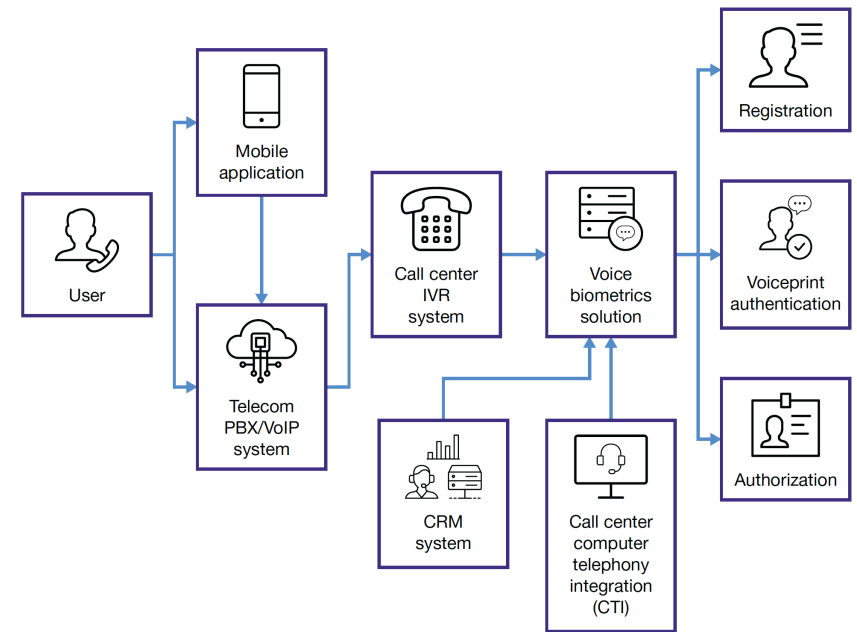 User
Mobile
application
Telecom
PBX/VoIP
system
Call center
IVR
system
Voice
biometrics
solution
CRM
system
Call center
computer
telephony
integration
(CTI)
Registration
Voiceprint
authentication
Authorization